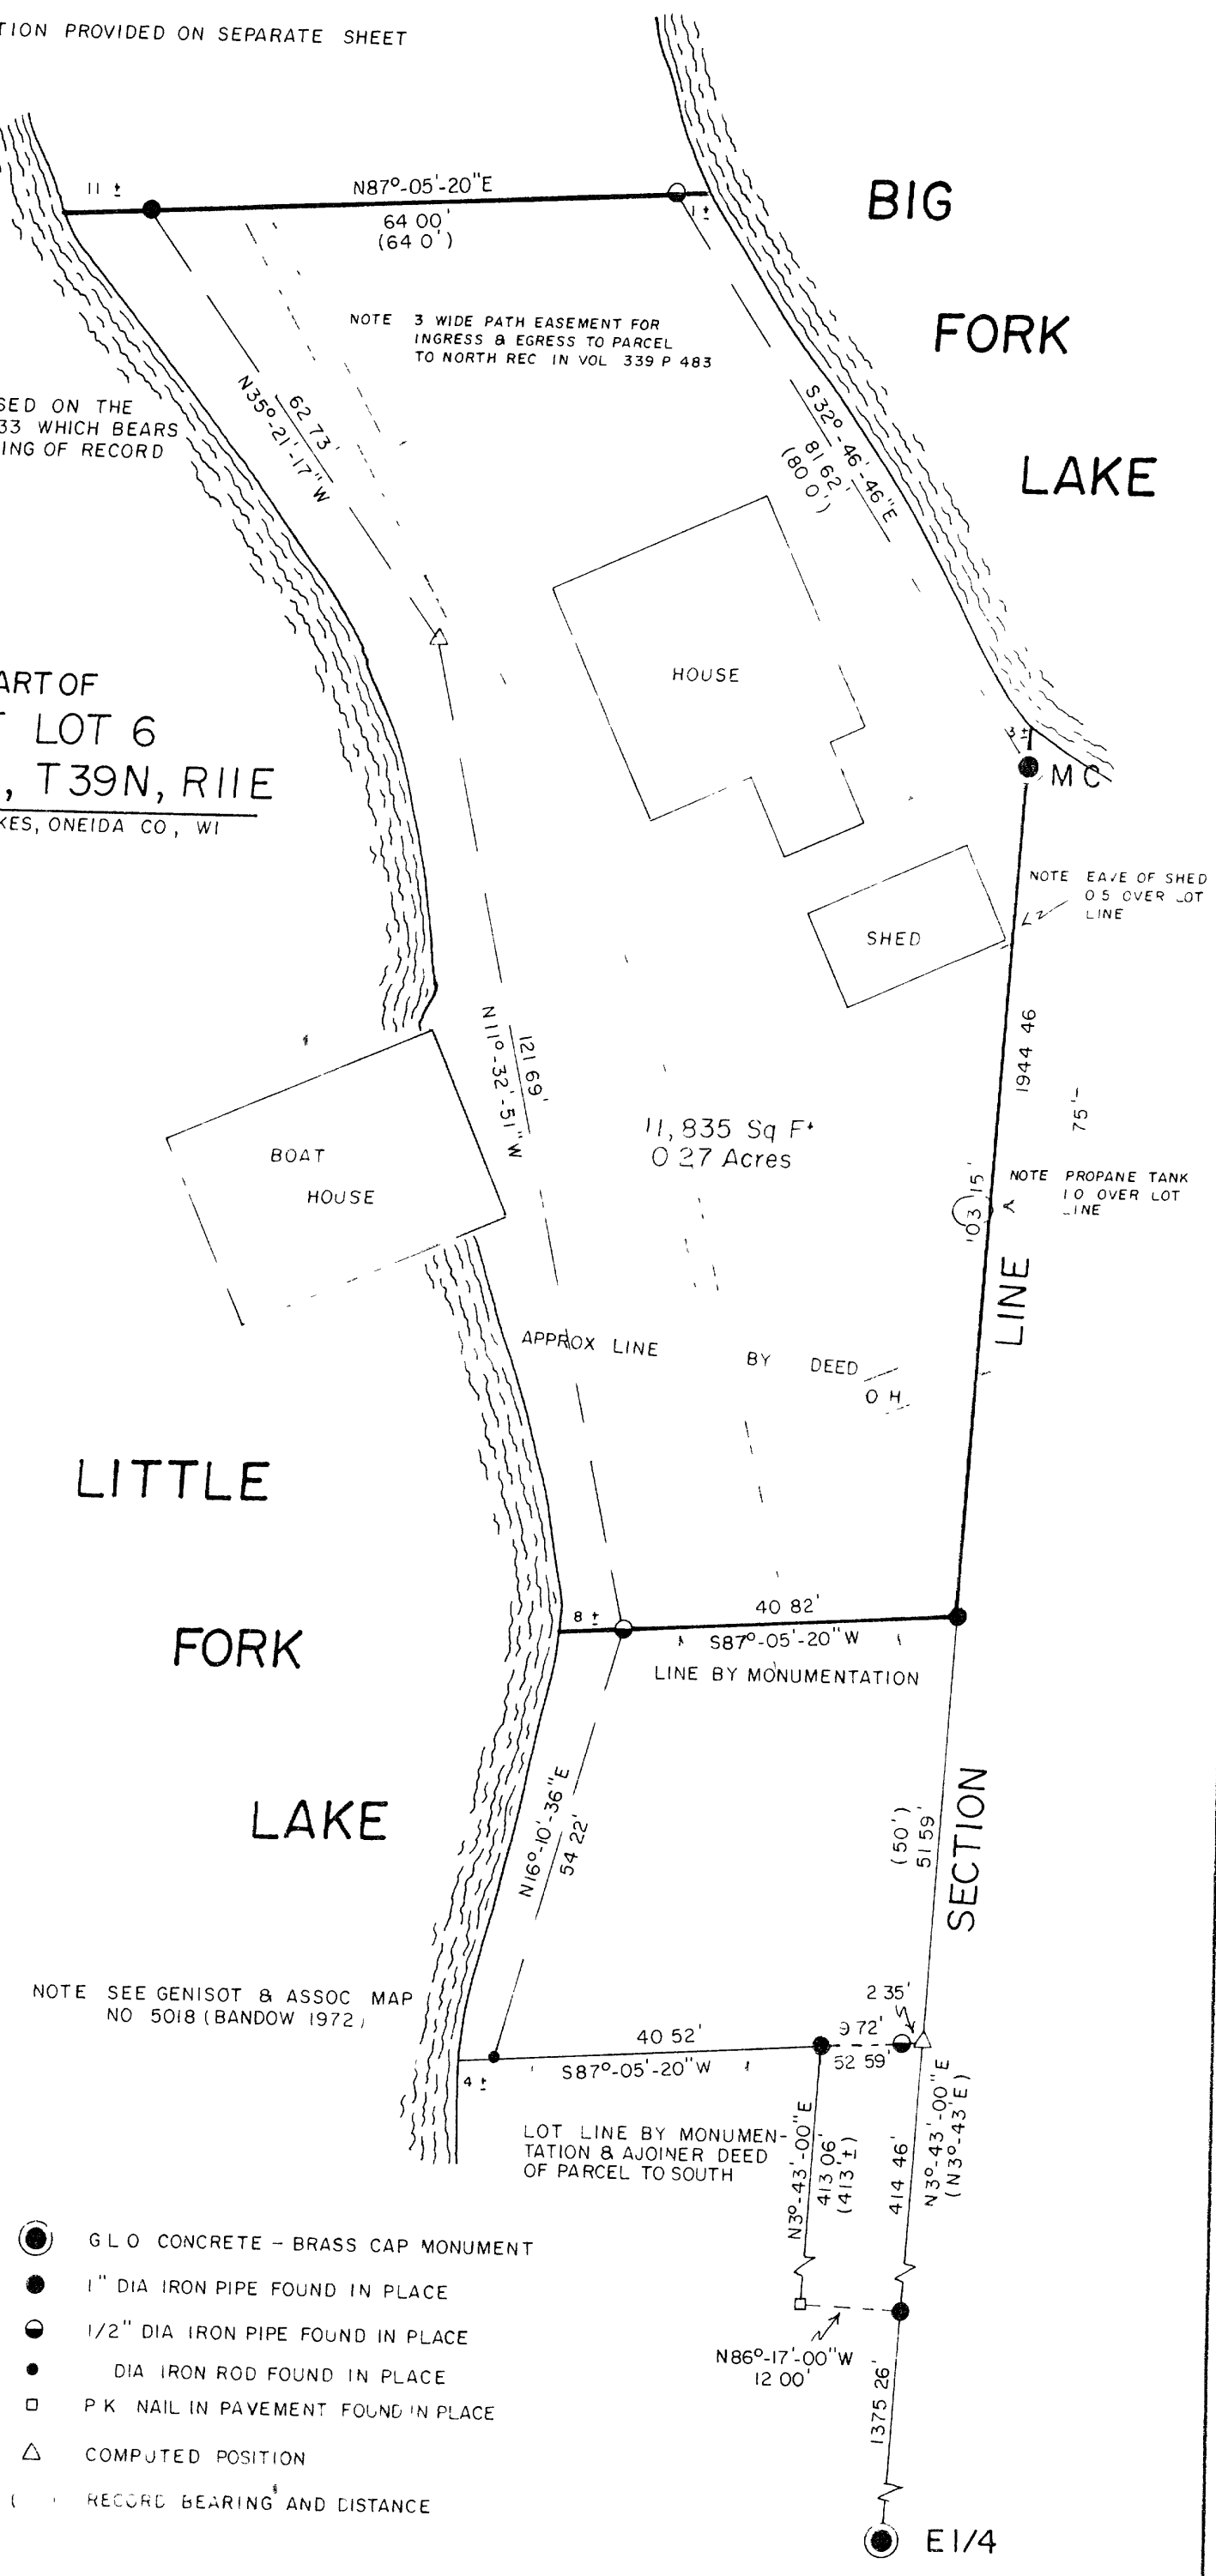 TION PROVIDED ON SEPARATE SHEET
11 ±
N87°-05'-20"E
64 00'
(64 0')
1 ±
BIG
FORK
LAKE
NOTE 3 WIDE PATH EASEMENT FOR
INGRESS & EGRESS TO PARCEL
TO NORTH REC IN VOL 339 P 483
62 73'
N35°-21'-17"W
S32°-46'-46"E
81 62'
(80 0')
SED ON THE
33 WHICH BEARS
ING OF RECORD
HOUSE
ART OF
T LOT 6
, T39N, R11E
KES, ONEIDA CO, WI
3 ±
M C
NOTE EAVE OF SHED
0 5 OVER LOT
LINE
SHED
121 69'
N11°-32'-51"W
1944 46
75'-
11,835 Sq Ft
0 27 Acres
BOAT
HOUSE
NOTE PROPANE TANK
1 0 OVER LOT
LINE
103 15'
LINE
APPROX LINE BY DEED
O H
LITTLE
FORK
LAKE
8 ±
40 82'
S87°-05'-20"W
LINE BY MONUMENTATION
N16°-10'-36"E
54 22'
(50')
51 59'
SECTION
NOTE SEE GENISOT & ASSOC MAP
NO 5018 (BANDOW 1972)
2 35'
40 52'
9 72'
S87°-05'-20"W
52 59'
4 ±
LOT LINE BY MONUMEN-
TATION & AJOINER DEED
OF PARCEL TO SOUTH
N3°-43'-00"E
413 06'
(413'±)
414 46'
N3°-43'-00"E
(N3°-43'E)
N86°-17'-00"W
12 00'
1375 26'
E 1/4
G L O CONCRETE - BRASS CAP MONUMENT
1" DIA IRON PIPE FOUND IN PLACE
1/2" DIA IRON PIPE FOUND IN PLACE
DIA IRON ROD FOUND IN PLACE
P K NAIL IN PAVEMENT FOUND IN PLACE
COMPUTED POSITION
( ) RECORD BEARING AND DISTANCE